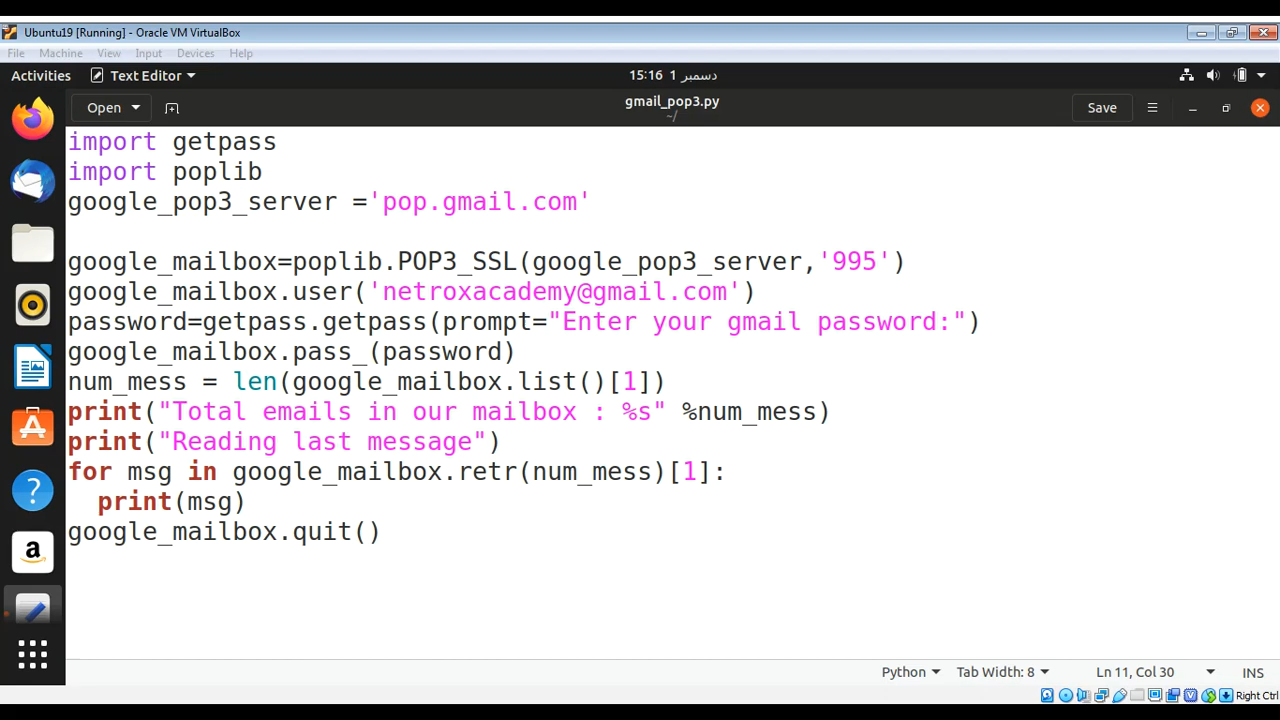 Ubuntu19 [Running] - Oracle VM VirtualBox
File Machine View Input Devices Help
Activities Text Editor 15:16 1 دسمبر
Open gmail_pop3.py Save
~/
import getpass
import poplib
google_pop3_server ='pop.gmail.com'
google_mailbox=poplib.POP3_SSL(google_pop3_server,'995')
google_mailbox.user('netroxacademy@gmail.com')
password=getpass.getpass(prompt="Enter your gmail password:")
google_mailbox.pass_(password)
num_mess = len(google_mailbox.list()[1])
print("Total emails in our mailbox : %s" %num_mess)
print("Reading last message")
for msg in google_mailbox.retr(num_mess)[1]:
  print(msg)
google_mailbox.quit()
Python Tab Width: 8 Ln 11, Col 30 INS
Right Ctrl